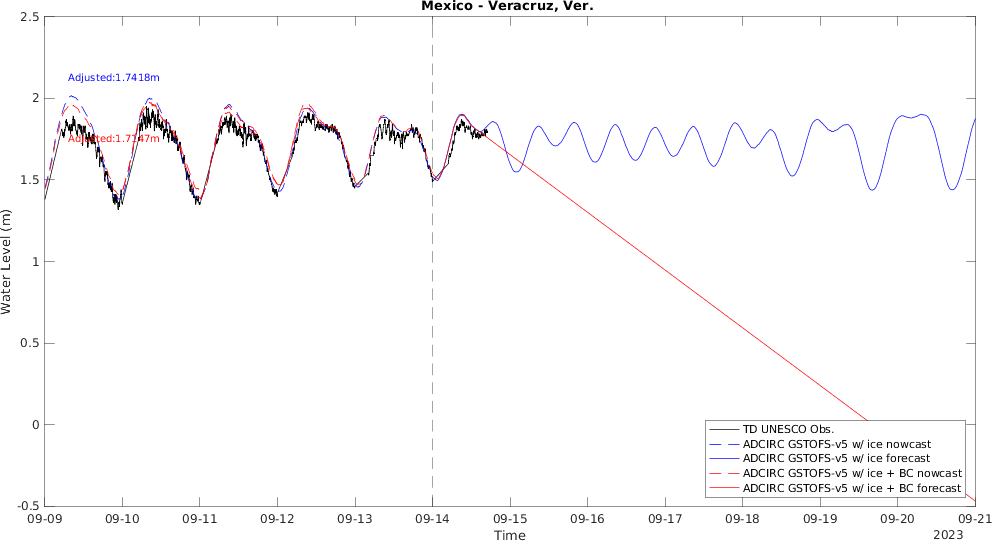 Mexico - Veracruz, Ver.
2.5
2
1.5
1
0.5
0
-0.5
Water Level (m)
Adjusted:1.7418m
Adjusted:1.7147m
TD UNESCO Obs.
ADCIRC GSTOFS-v5 w/ ice nowcast
ADCIRC GSTOFS-v5 w/ ice forecast
ADCIRC GSTOFS-v5 w/ ice + BC nowcast
ADCIRC GSTOFS-v5 w/ ice + BC forecast
09-09 09-10 09-11 09-12 09-13 09-14 09-15 09-16 09-17 09-18 09-19 09-20 09-21
Time
2023